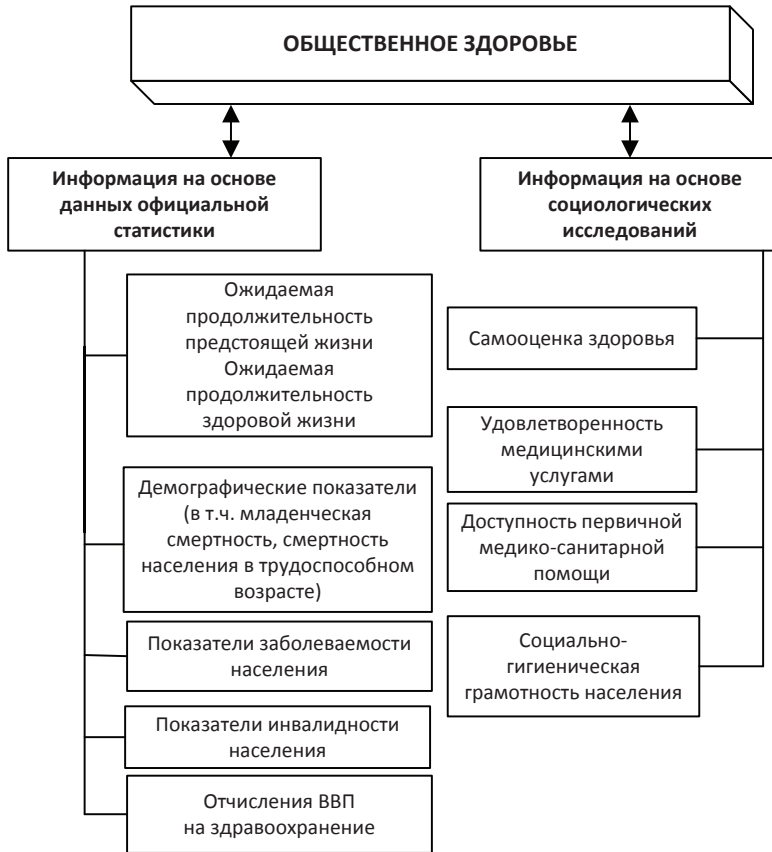 ОБЩЕСТВЕННОЕ ЗДОРОВЬЕ
Информация на основе
данных официальной
статистики
Ожидаемая
продолжительность
предстоящей жизни
Ожидаемая
продолжительность
здоровой жизни
Демографические показатели
(в т.ч. младенческая
смертность, смертность
населения в трудоспособном
возрасте)
Показатели заболеваемости
населения
Показатели инвалидности
населения
Отчисления ВВП
на здравоохранение
Информация на основе
социологических
исследований
Самооценка здоровья
Удовлетворенность
медицинскими
услугами
Доступность первичной
медико-санитарной
помощи
Социально-
гигиеническая
грамотность населения